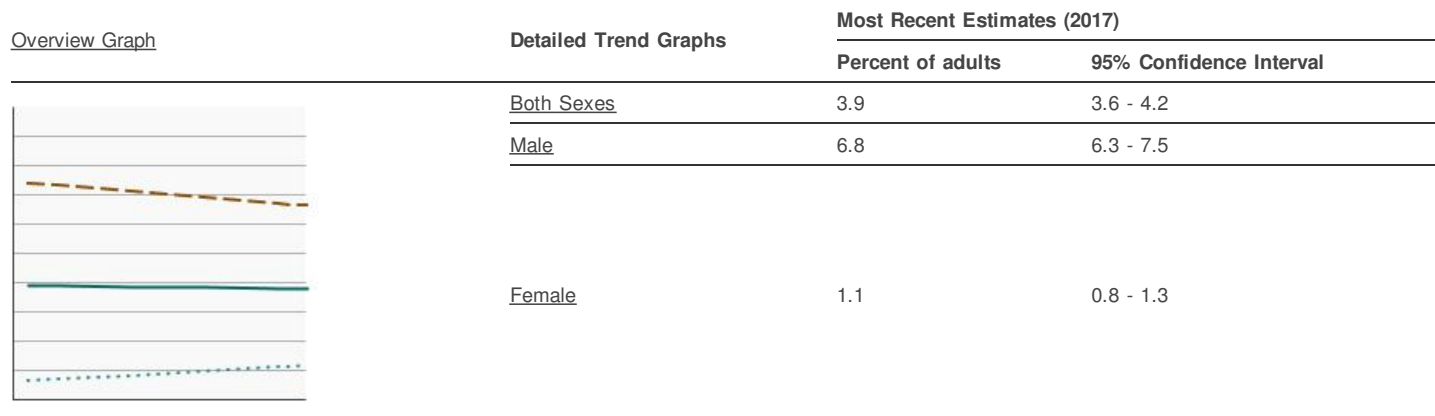 Overview Graph
Detailed Trend Graphs
Most Recent Estimates (2017)
Percent of adults
95% Confidence Interval
Both Sexes
3.9
3.6 - 4.2
Male
6.8
6.3 - 7.5
Female
1.1
0.8 - 1.3